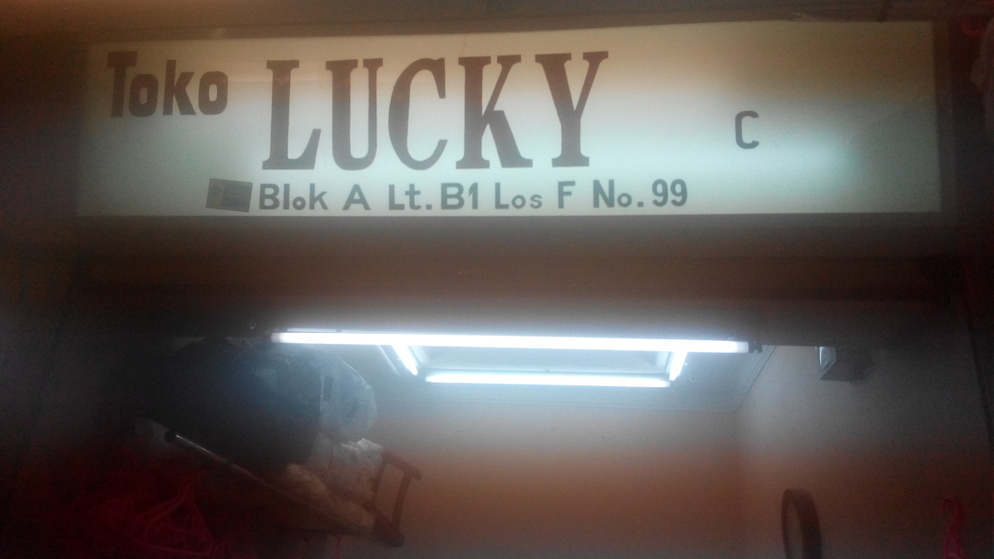 Toko LUCKY C
Blok A Lt.B1 Los F No.99